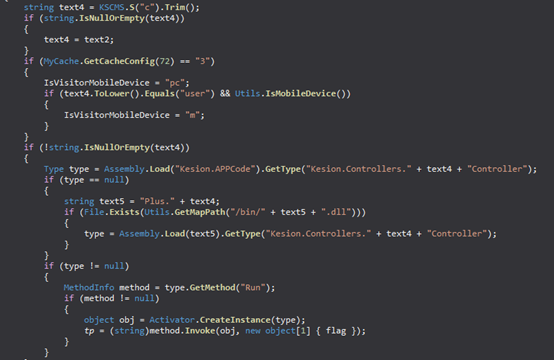 string text4 = KSCMS.S("c").Trim();
if (string.IsNullOrEmpty(text4))
{
text4 = text2;
}
if (MyCache.GetCacheConfig(72) == "3")
{
IsVisitorMobileDevice = "pc";
if (text4.ToLower().Equals("user") && Utils.IsMobileDevice())
{
IsVisitorMobileDevice = "m";
}
}
if (!string.IsNullOrEmpty(text4))
{
Type type = Assembly.Load("Kesion.APPCode").GetType("Kesion.Controllers." + text4 + "Controller");
if (type == null)
{
string text5 = "Plus." + text4;
if (File.Exists(Utils.GetMapPath("/bin/" + text5 + ".dll")))
{
type = Assembly.Load(text5).GetType("Kesion.Controllers." + text4 + "Controller");
}
}
if (type != null)
{
MethodInfo method = type.GetMethod("Run");
if (method != null)
{
object obj = Activator.CreateInstance(type);
tp = (string)method.Invoke(obj, new object[1] { flag });
}
}